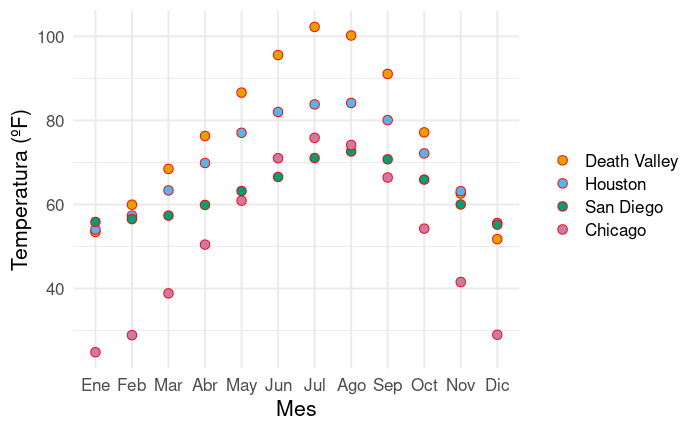 100
80
60
40
Temperatura (ºF)
Ene Feb Mar Abr May Jun Jul Ago Sep Oct Nov Dic
Mes
Death Valley
Houston
San Diego
Chicago